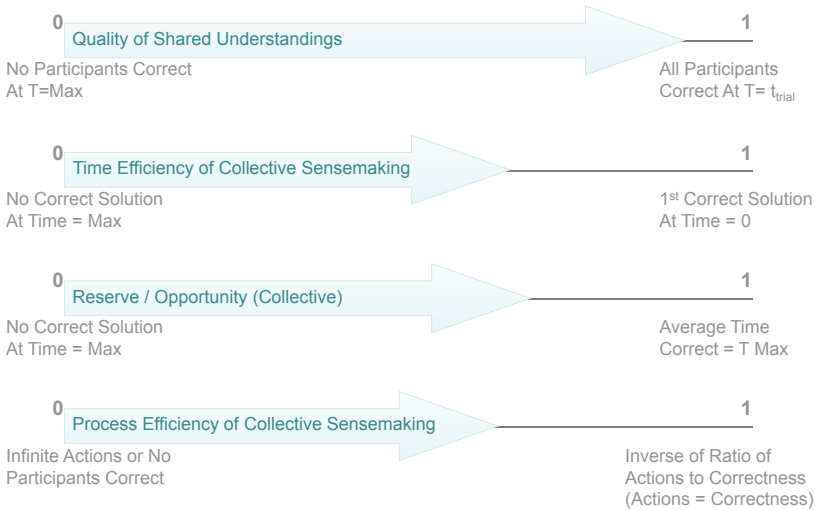 0
1
Quality of Shared Understandings
No Participants Correct
At T=Max
All Participants
Correct At T= t_trial
0
1
Time Efficiency of Collective Sensemaking
No Correct Solution
At Time = Max
1st Correct Solution
At Time = 0
0
1
Reserve / Opportunity (Collective)
No Correct Solution
At Time = Max
Average Time
Correct = T Max
0
1
Process Efficiency of Collective Sensemaking
Infinite Actions or No
Participants Correct
Inverse of Ratio of
Actions to Correctness
(Actions = Correctness)